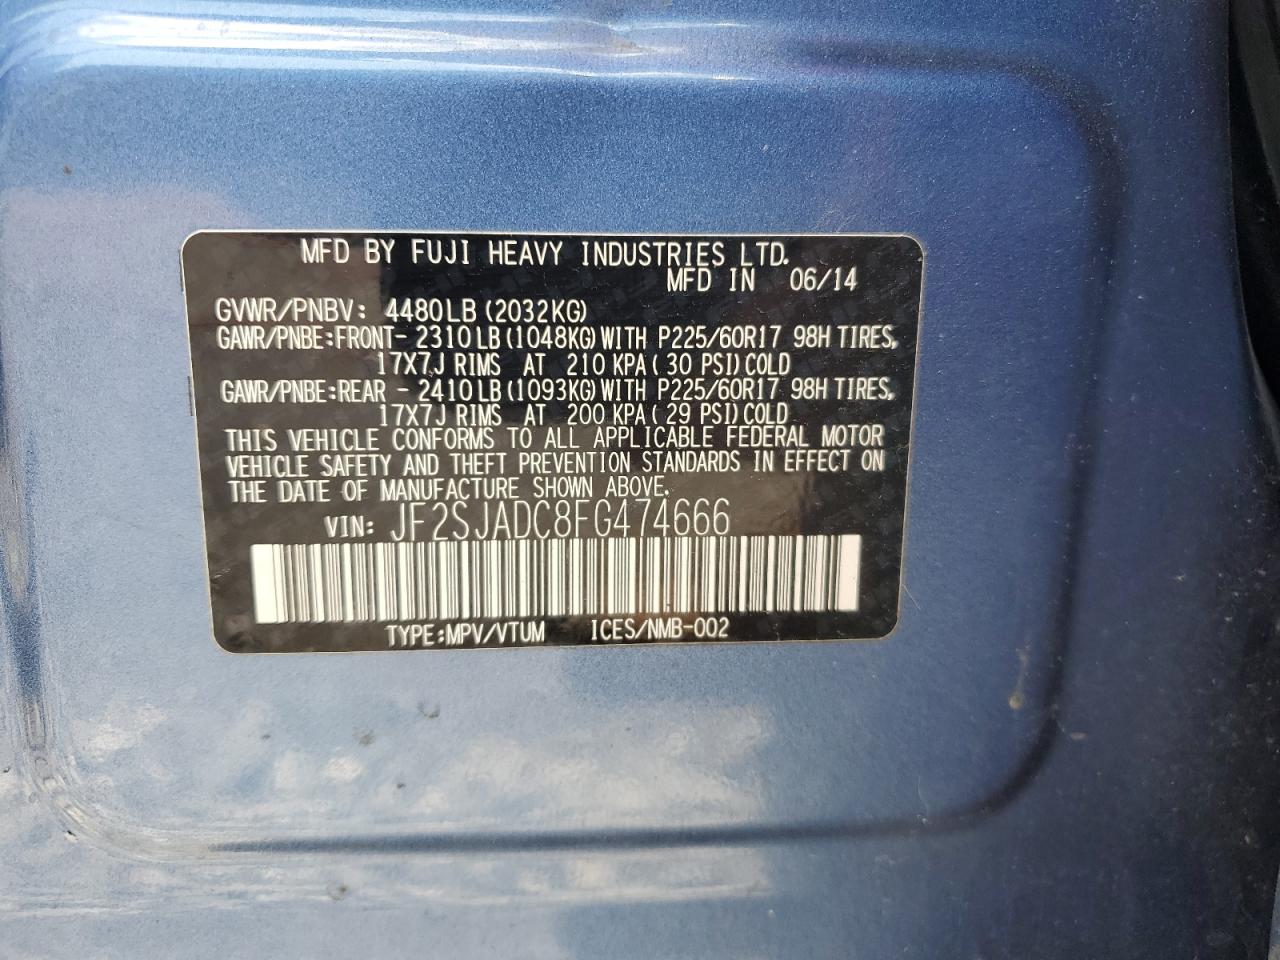 MFD BY FUJI HEAVY INDUSTRIES LTD.
MFD IN 06/14
GVWR/PNBV: 4480LB (2032KG)
GAWR/PNBE:FRONT- 2310LB (1048KG) WITH P225/60R17 98H TIRES,
17X7J RIMS AT 210 KPA (30 PSI) COLD
GAWR/PNBE:REAR - 2410LB (1093KG) WITH P225/60R17 98H TIRES,
17X7J RIMS AT 200 KPA (29 PSI) COLD
THIS VEHICLE CONFORMS TO ALL APPLICABLE FEDERAL MOTOR
VEHICLE SAFETY AND THEFT PREVENTION STANDARDS IN EFFECT ON
THE DATE OF MANUFACTURE SHOWN ABOVE.
VIN: JF2SJADC8FG474666
TYPE:MPV/VTUM ICES/NMB-002